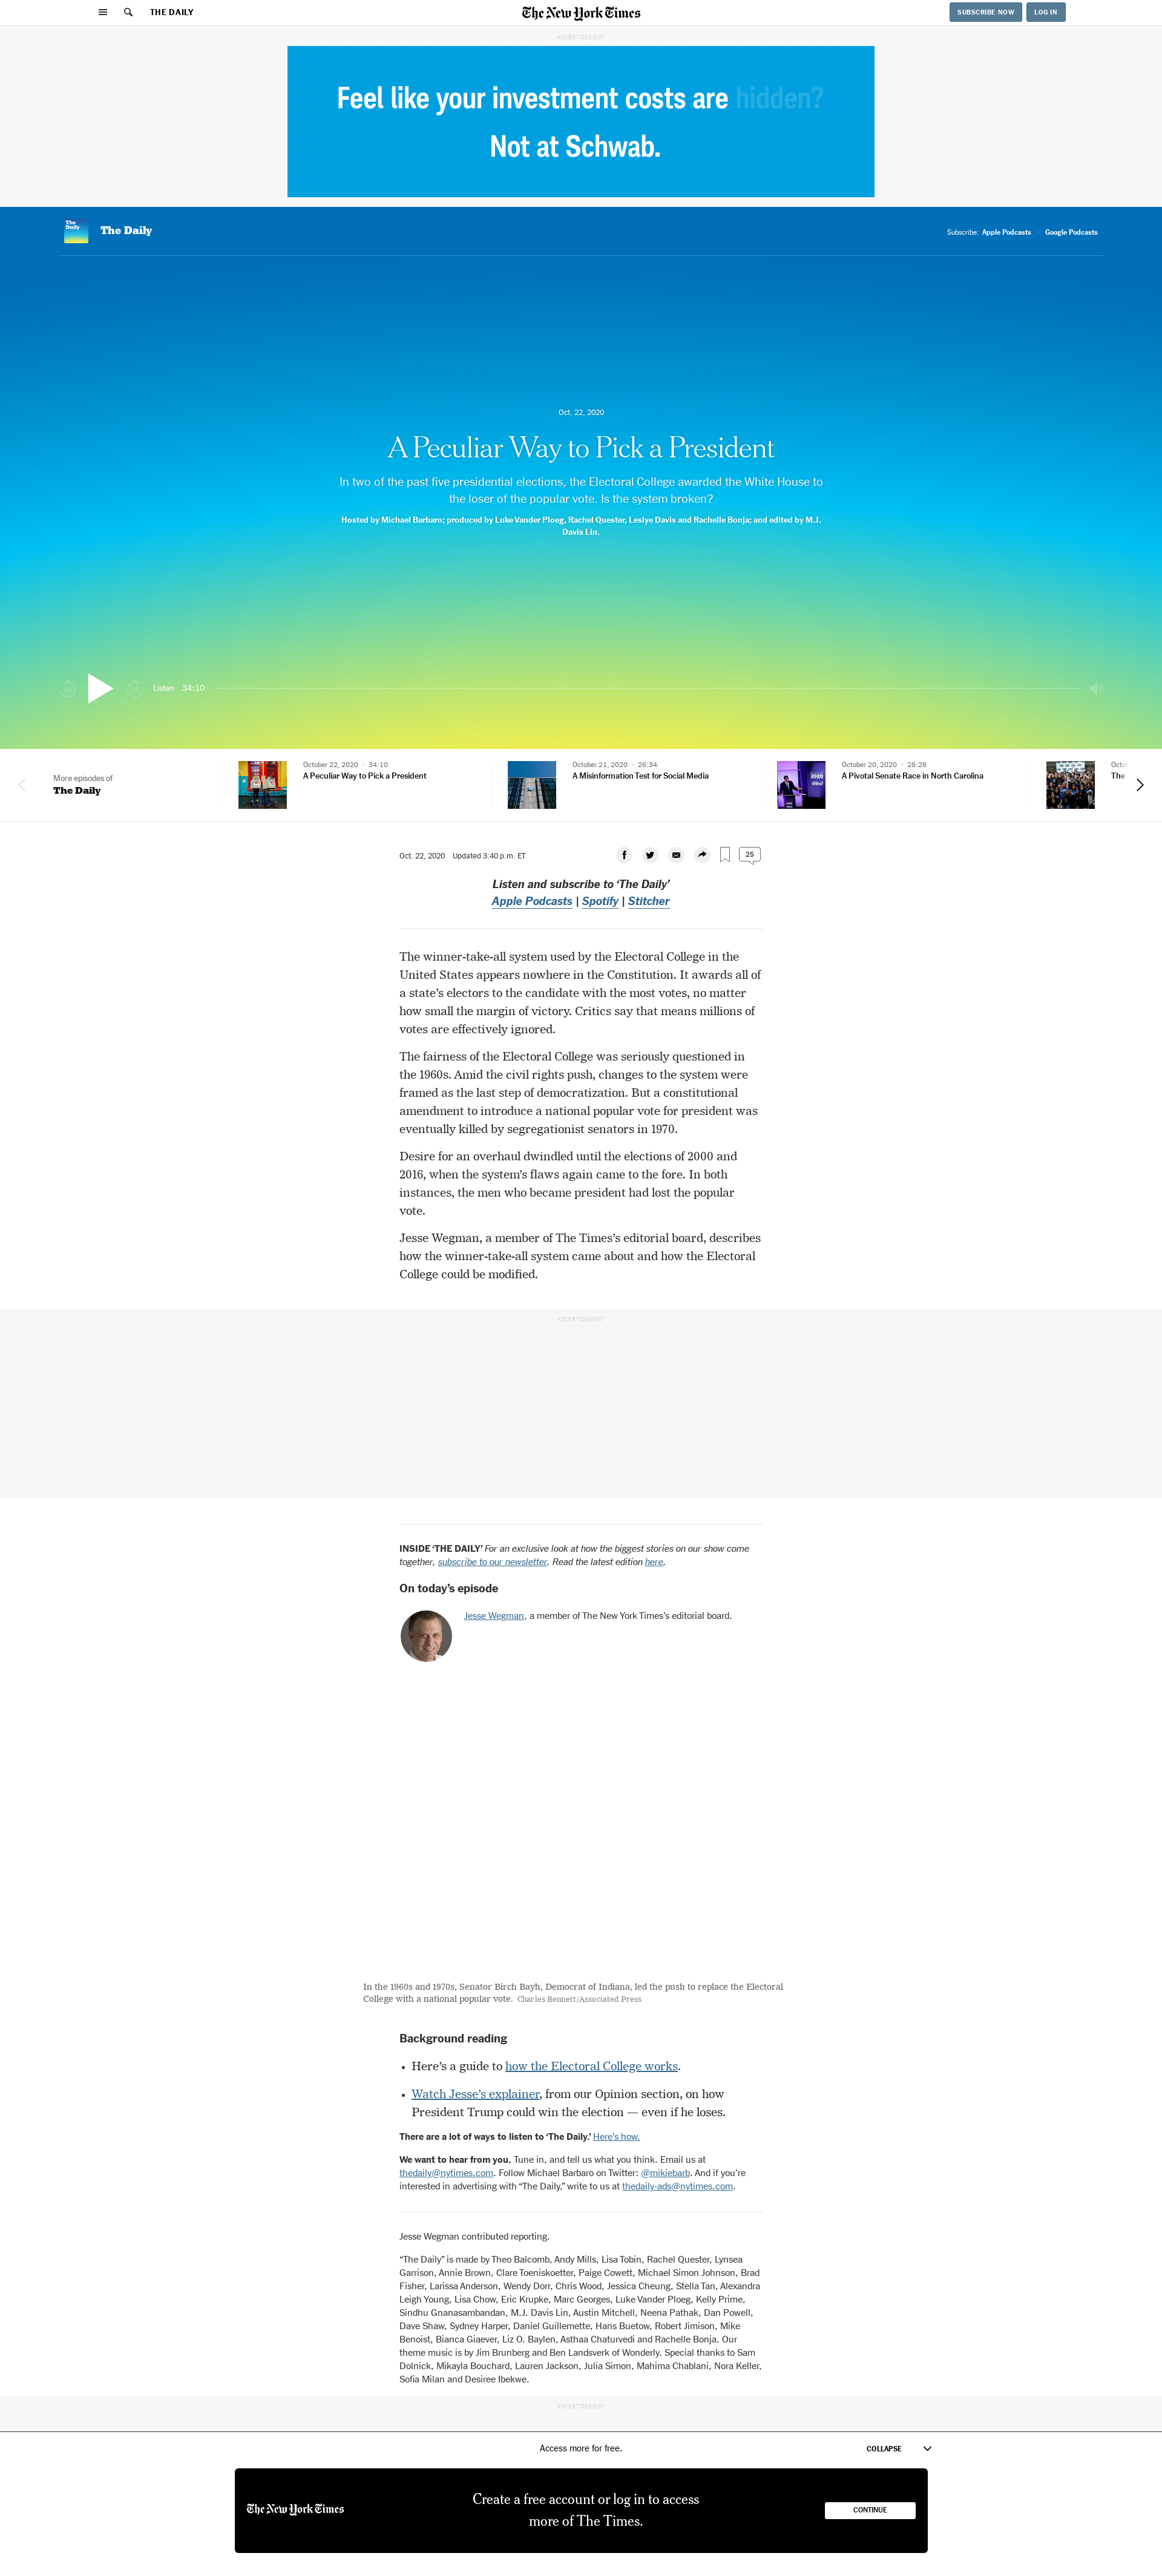 THE DAILY
The New York Times
SUBSCRIBE NOW
LOG IN
ADVERTISEMENT
Feel like your investment costs are hidden?
Not at Schwab.
The Daily
The Daily
Subscribe: Apple Podcasts
Google Podcasts
Oct. 22, 2020
A Peculiar Way to Pick a President
In two of the past five presidential elections, the Electoral College awarded the White House to
the loser of the popular vote. Is the system broken?
Hosted by Michael Barbaro; produced by Luke Vander Ploeg, Rachel Quester, Leslye Davis and Rachelle Bonja; and edited by M.J.
Davis Lin.
Listen 34:10
More episodes of
The Daily
October 22, 2020 • 34:10
A Peculiar Way to Pick a President
October 21, 2020 • 26:34
A Misinformation Test for Social Media
October 20, 2020 • 28:28
A Pivotal Senate Race in North Carolina
Octo
The
Oct. 22, 2020 Updated 3:40 p.m. ET
25
Listen and subscribe to ‘The Daily’
Apple Podcasts | Spotify | Stitcher
The winner-take-all system used by the Electoral College in the
United States appears nowhere in the Constitution. It awards all of
a state’s electors to the candidate with the most votes, no matter
how small the margin of victory. Critics say that means millions of
votes are effectively ignored.
The fairness of the Electoral College was seriously questioned in
the 1960s. Amid the civil rights push, changes to the system were
framed as the last step of democratization. But a constitutional
amendment to introduce a national popular vote for president was
eventually killed by segregationist senators in 1970.
Desire for an overhaul dwindled until the elections of 2000 and
2016, when the system’s flaws again came to the fore. In both
instances, the men who became president had lost the popular
vote.
Jesse Wegman, a member of The Times’s editorial board, describes
how the winner-take-all system came about and how the Electoral
College could be modified.
ADVERTISEMENT
INSIDE ‘THE DAILY’ For an exclusive look at how the biggest stories on our show come
together, subscribe to our newsletter. Read the latest edition here.
On today’s episode
Jesse Wegman, a member of The New York Times’s editorial board.
In the 1960s and 1970s, Senator Birch Bayh, Democrat of Indiana, led the push to replace the Electoral
College with a national popular vote. Charles Bennett/Associated Press
Background reading
• Here’s a guide to how the Electoral College works.
• Watch Jesse’s explainer, from our Opinion section, on how
President Trump could win the election — even if he loses.
There are a lot of ways to listen to ‘The Daily.’ Here’s how.
We want to hear from you. Tune in, and tell us what you think. Email us at
thedaily@nytimes.com. Follow Michael Barbaro on Twitter: @mikiebarb. And if you’re
interested in advertising with “The Daily,” write to us at thedaily-ads@nytimes.com.
Jesse Wegman contributed reporting.
“The Daily” is made by Theo Balcomb, Andy Mills, Lisa Tobin, Rachel Quester, Lynsea
Garrison, Annie Brown, Clare Toeniskoetter, Paige Cowett, Michael Simon Johnson, Brad
Fisher, Larissa Anderson, Wendy Dorr, Chris Wood, Jessica Cheung, Stella Tan, Alexandra
Leigh Young, Lisa Chow, Eric Krupke, Marc Georges, Luke Vander Ploeg, Kelly Prime,
Sindhu Gnanasambandan, M.J. Davis Lin, Austin Mitchell, Neena Pathak, Dan Powell,
Dave Shaw, Sydney Harper, Daniel Guillemette, Hans Buetow, Robert Jimison, Mike
Benoist, Bianca Giaever, Liz O. Baylen, Asthaa Chaturvedi and Rachelle Bonja. Our
theme music is by Jim Brunberg and Ben Landsverk of Wonderly. Special thanks to Sam
Dolnick, Mikayla Bouchard, Lauren Jackson, Julia Simon, Mahima Chablani, Nora Keller,
Sofia Milan and Desiree Ibekwe.
ADVERTISEMENT
Access more for free.
COLLAPSE
The New York Times
Create a free account or log in to access
more of The Times.
CONTINUE